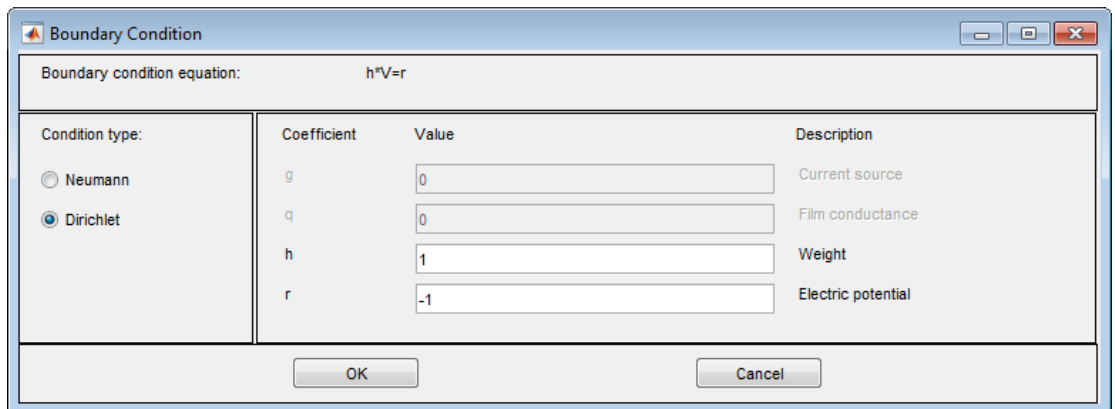 Boundary Condition
Boundary condition equation: h*V=r
Condition type:
Neumann
Dirichlet
Coefficient Value Description
g 0 Current source
q 0 Film conductance
h 1 Weight
r -1 Electric potential
OK Cancel